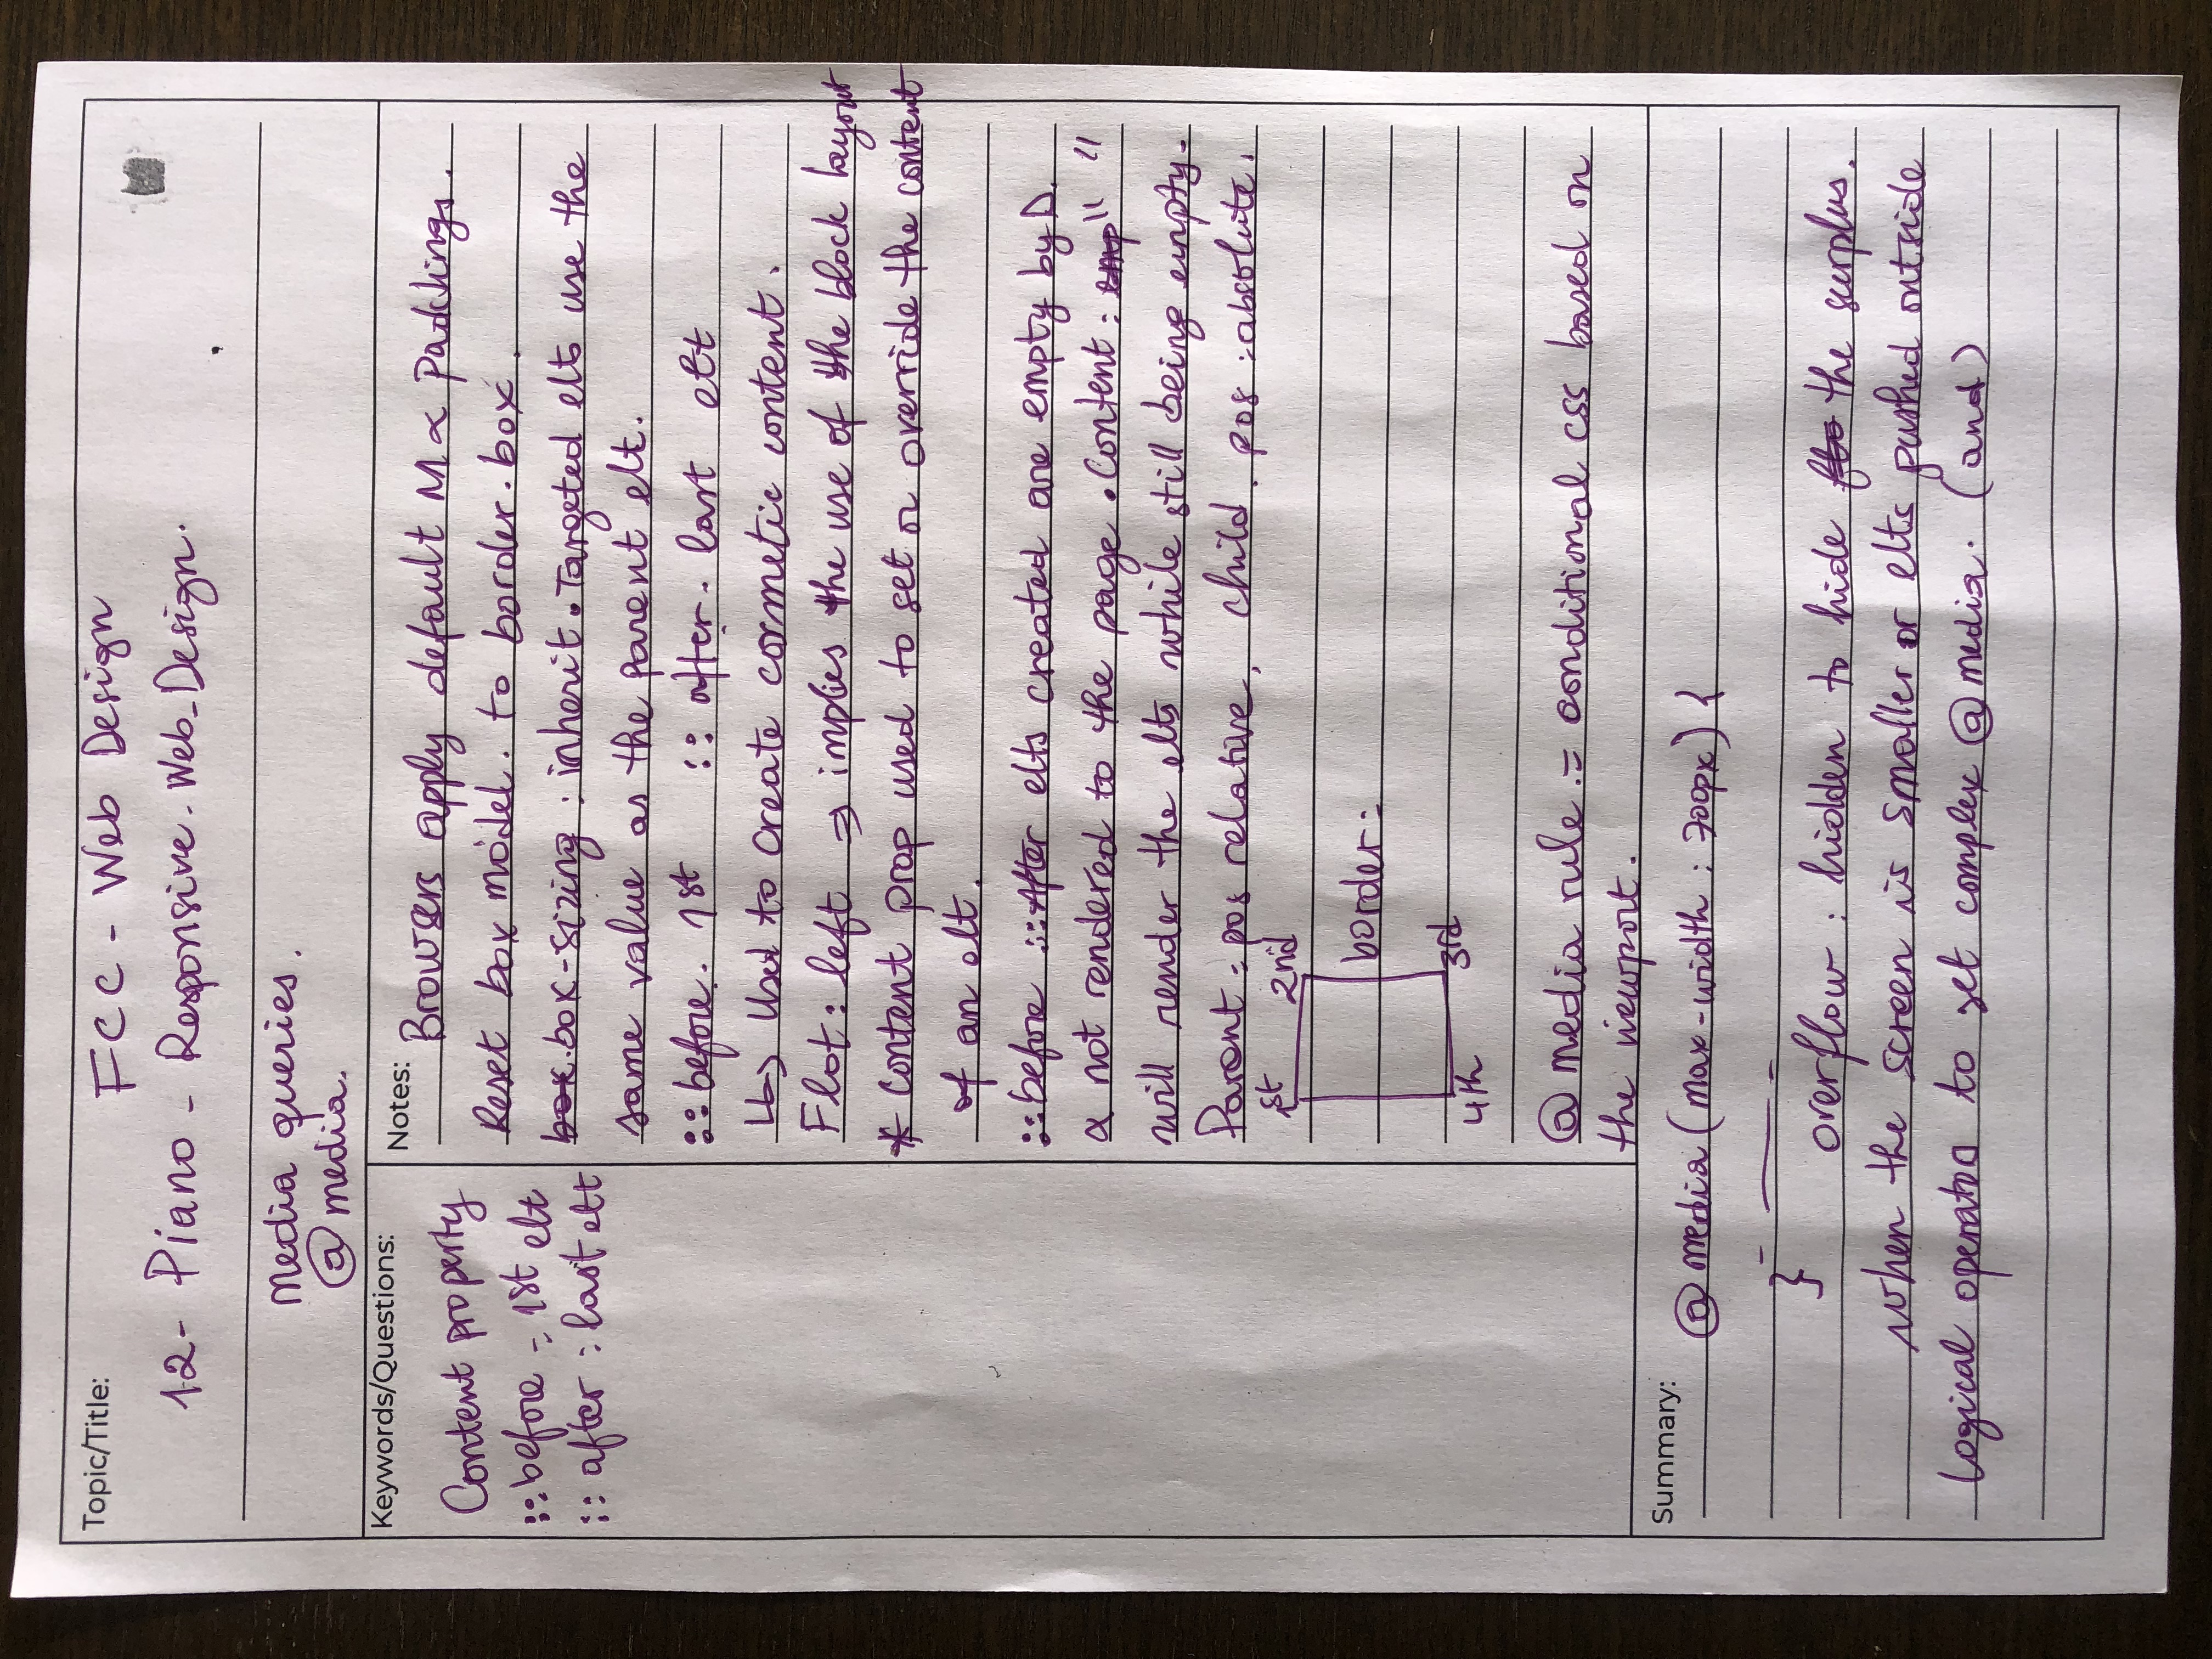 Topic/Title:
FCC - Web Design
12- Piano - Responsive. Web-Design.
Media queries.
@media.
Keywords/Questions:
Content property
::before = 1st elt
:: after : last elt
Notes:
Browsers apply default M & Paddings.
Reset box model. to border. box.
box. box-sizing : inherit. Targeted elts use the
same value as the parent elt.
::before. 1st :: after. last elt
↳ Used to create cosmetic content.
Flot: left ⇒ implies the use of the block layout
* Content prop used to set or override the content
of an elt.
::before ::After elts created are empty by D.
& not rendered to the page. Content: emp " "
will render the elts while still being empty.
Parent = pos relative, child. pos : absolute.
1st 2nd
border:
4th 3rd
@ media rule. = conditional css based on
the viewport.
Summary:
@ media (max-width : 700px) {
}
overflow : hidden to hide the surplus.
when the screen is smaller or elts pushed outside
Logical operator to set complex @media. (and)